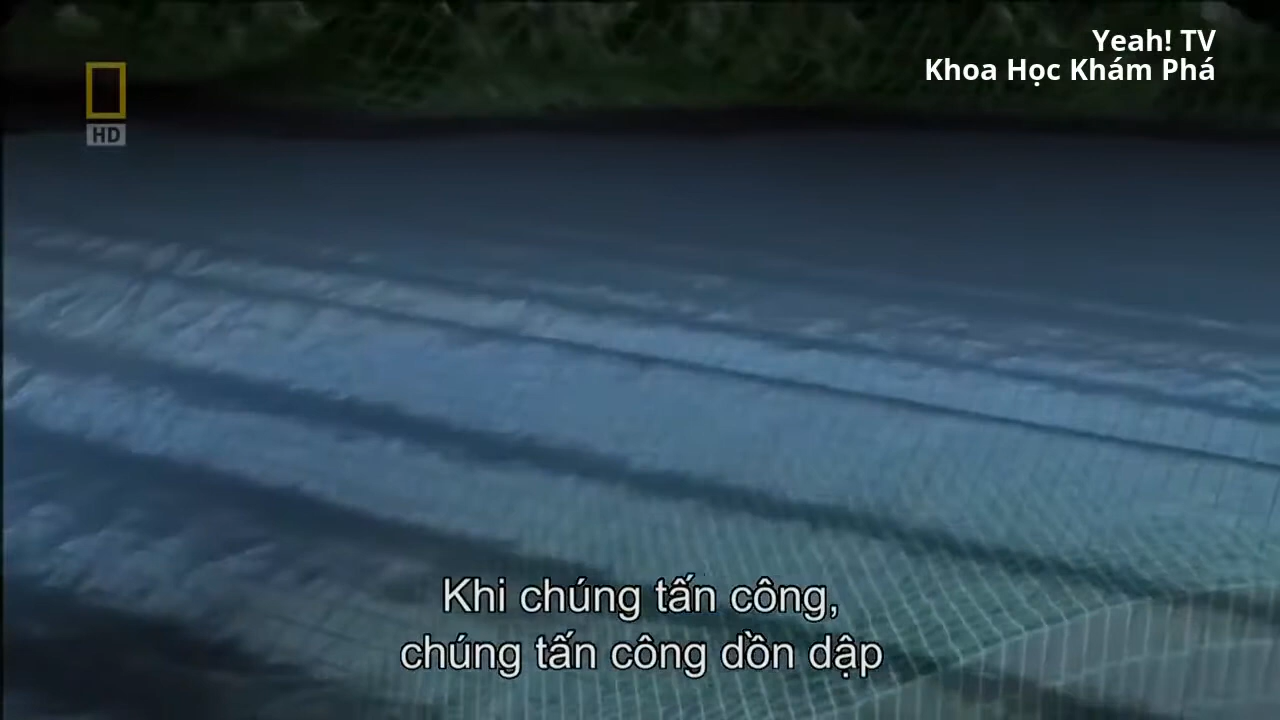 Yeah! TV
Khoa Học Khám Phá
HD
Khi chúng tấn công,
chúng tấn công dồn dập